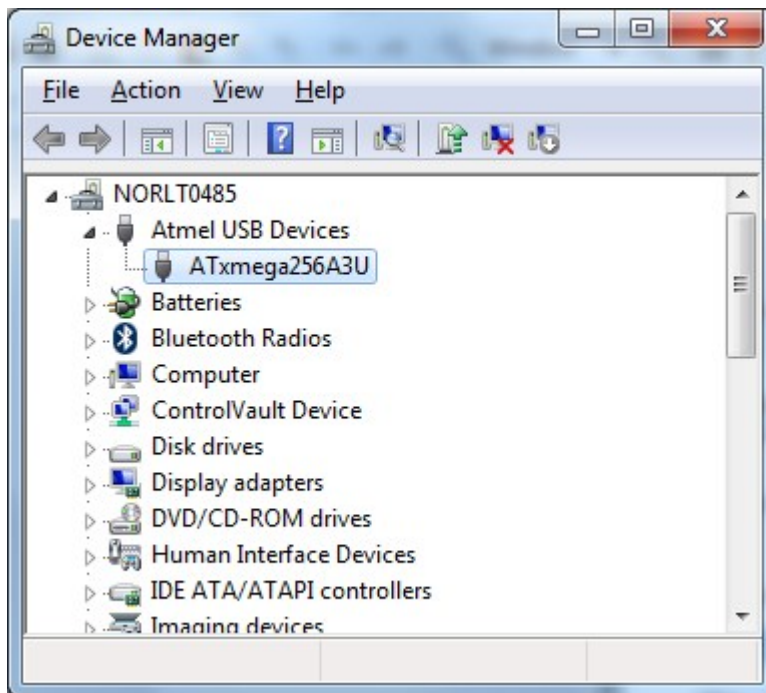 Device Manager
File Action View Help
NORLT0485
Atmel USB Devices
ATxmega256A3U
Batteries
Bluetooth Radios
Computer
ControlVault Device
Disk drives
Display adapters
DVD/CD-ROM drives
Human Interface Devices
IDE ATA/ATAPI controllers
Imaging devices